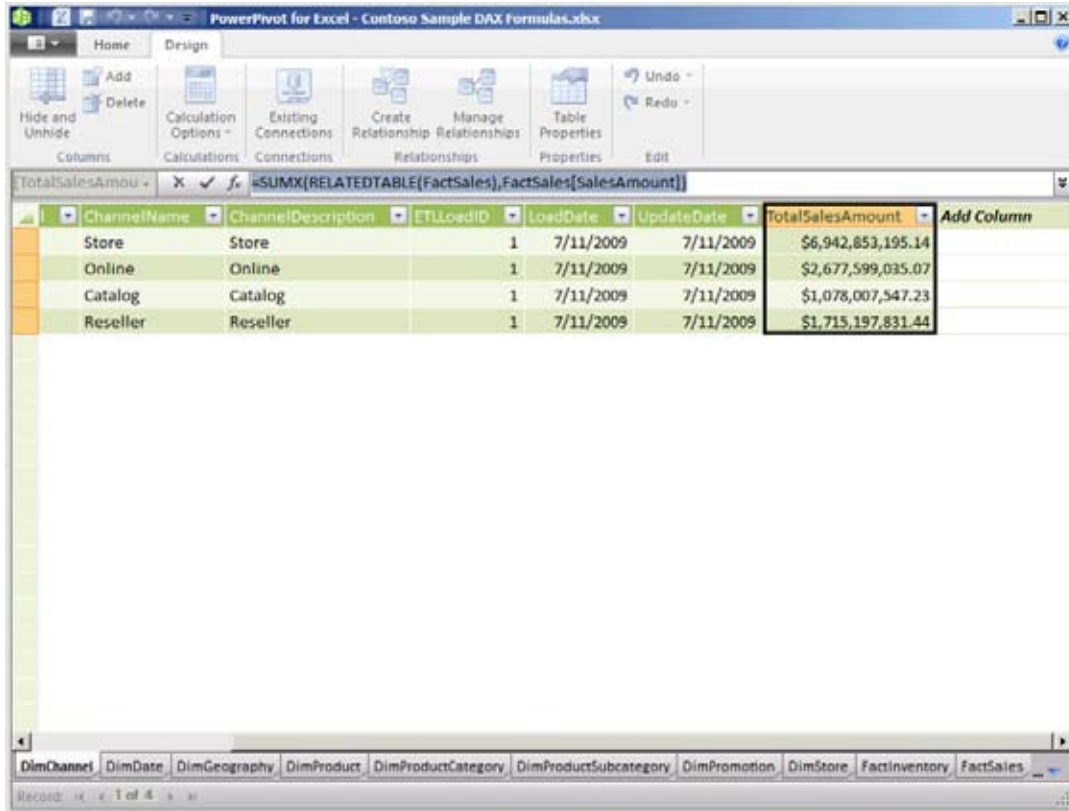 PowerPivot for Excel - Contoso Sample DAX Formulas.xlsx
Home Design
Hide and Unhide
Add
Delete
Columns
Calculation Options
Calculations
Existing Connections
Connections
Create Relationship
Manage Relationships
Relationships
Table Properties
Properties
Undo
Redo
Edit
[TotalSalesAmou fx =SUMX(RELATEDTABLE(FactSales),FactSales[SalesAmount])
ChannelName ChannelDescription ETLLoadID LoadDate UpdateDate TotalSalesAmount Add Column
Store Store 1 7/11/2009 7/11/2009 $6,942,853,195.14
Online Online 1 7/11/2009 7/11/2009 $2,677,599,035.07
Catalog Catalog 1 7/11/2009 7/11/2009 $1,078,007,547.23
Reseller Reseller 1 7/11/2009 7/11/2009 $1,715,197,831.44
DimChannel DimDate DimGeography DimProduct DimProductCategory DimProductSubcategory DimPromotion DimStore FactInventory FactSales
Record: 1 of 4